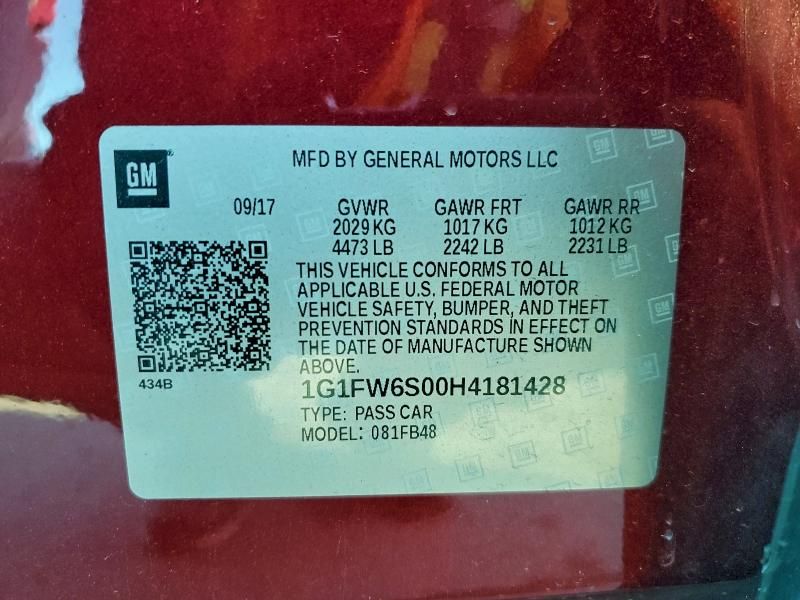 GM
MFD BY GENERAL MOTORS LLC
09/17 GVWR GAWR FRT GAWR RR
2029 KG 1017 KG 1012 KG
4473 LB 2242 LB 2231 LB
THIS VEHICLE CONFORMS TO ALL
APPLICABLE U.S. FEDERAL MOTOR
VEHICLE SAFETY, BUMPER, AND THEFT
PREVENTION STANDARDS IN EFFECT ON
THE DATE OF MANUFACTURE SHOWN
ABOVE.
434B
1G1FW6S00H4181428
TYPE: PASS CAR
MODEL: 081FB48